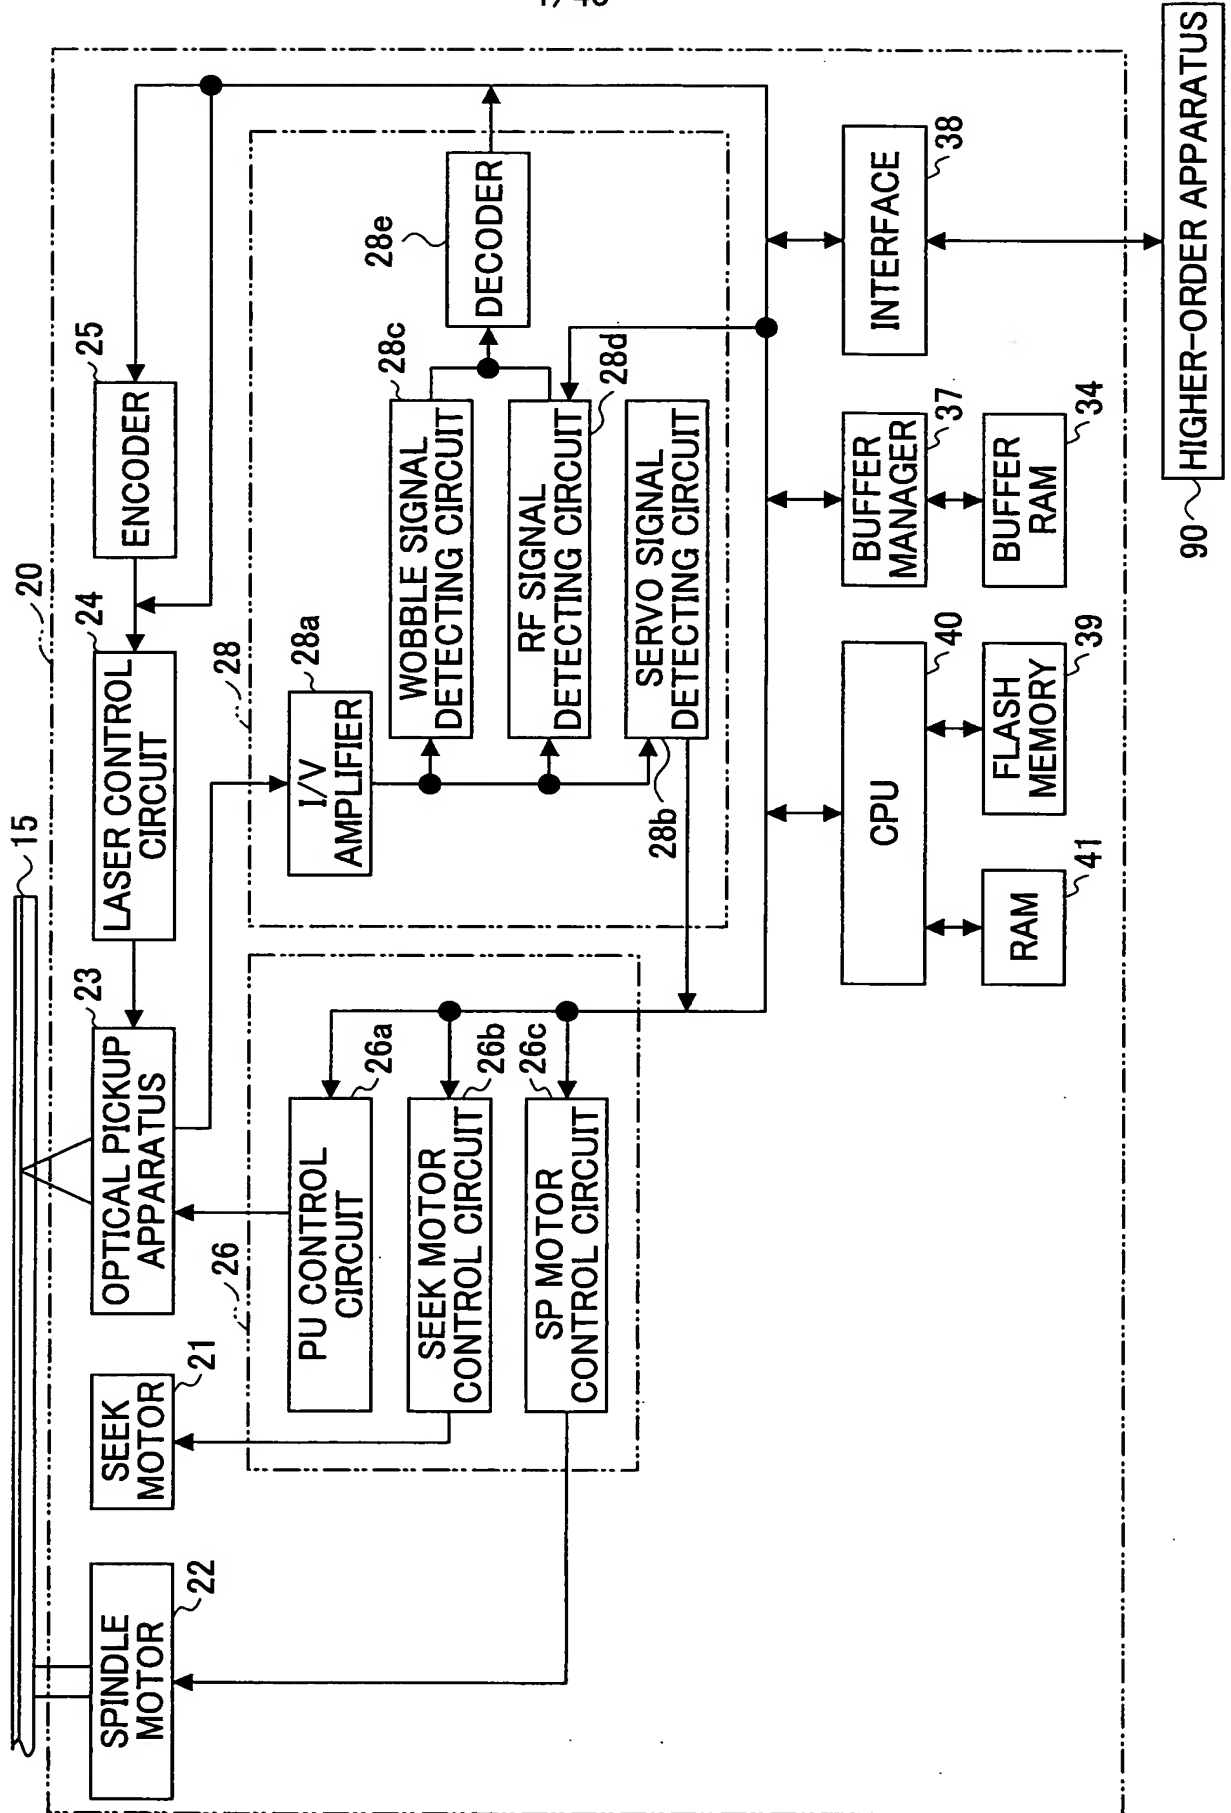 15
20
SPINDLE
MOTOR
22
SEEK
MOTOR
21
OPTICAL PICKUP
APPARATUS
23
LASER CONTROL
CIRCUIT
24
ENCODER
25
26
PU CONTROL
CIRCUIT
26a
SEEK MOTOR
CONTROL CIRCUIT
26b
SP MOTOR
CONTROL CIRCUIT
26c
28
I/V
AMPLIFIER
28a
WOBBLE SIGNAL
DETECTING CIRCUIT
28c
RF SIGNAL
DETECTING CIRCUIT
28d
SERVO SIGNAL
DETECTING CIRCUIT
28b
DECODER
28e
CPU
40
RAM
41
FLASH
MEMORY
39
BUFFER
MANAGER
37
BUFFER
RAM
34
INTERFACE
38
90
HIGHER-ORDER APPARATUS